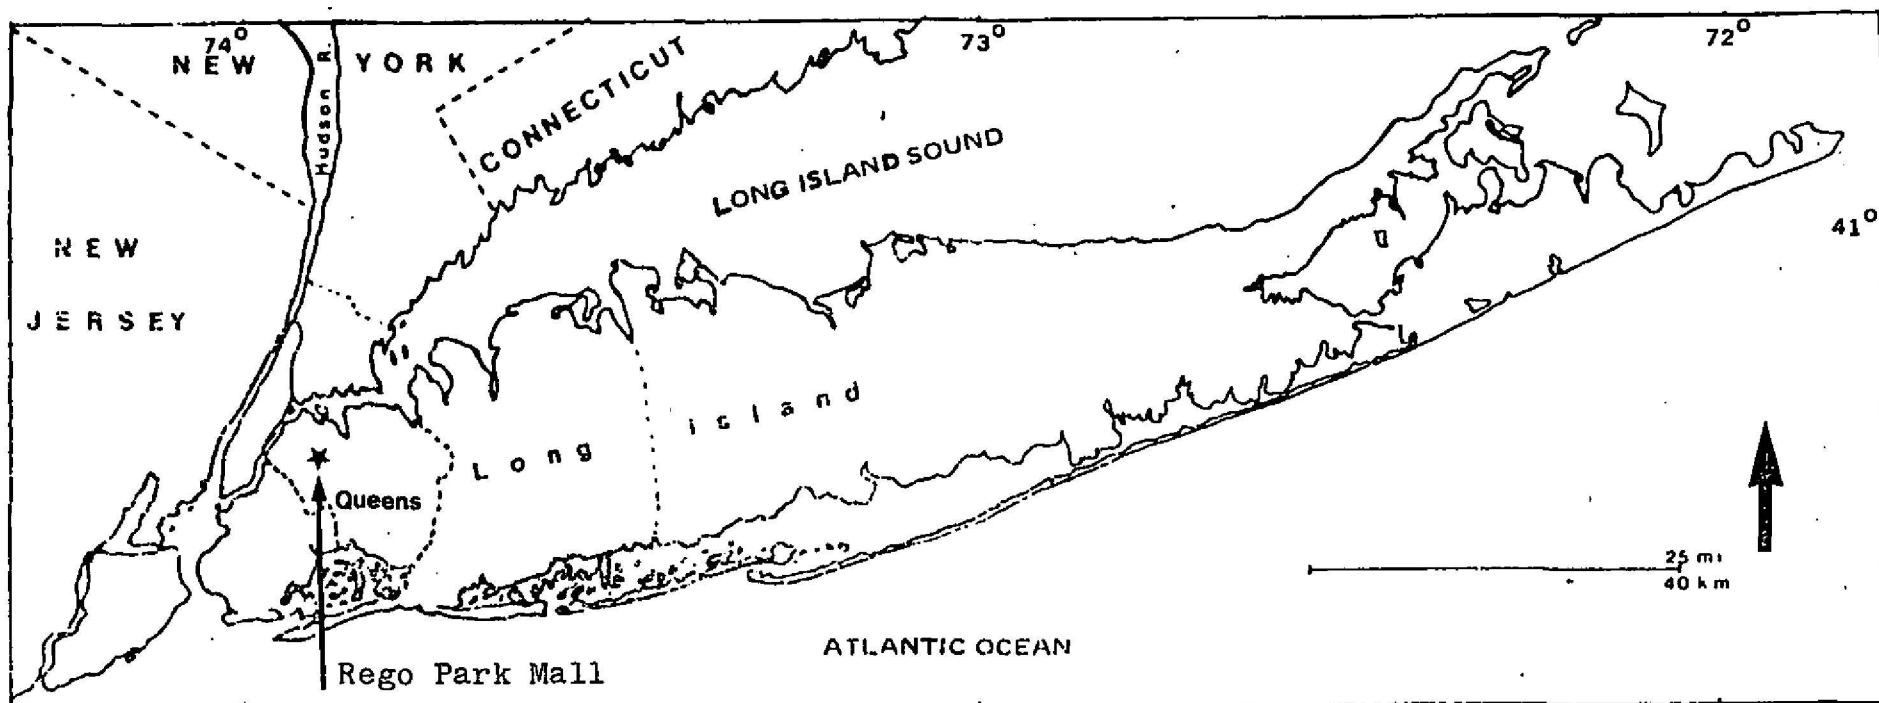 74° 73° 72°
NEW YORK
Hudson R.
CONNECTICUT
LONG ISLAND SOUND
41°
NEW
JERSEY
Long island
Queens
25 mi
40 km
ATLANTIC OCEAN
Rego Park Mall